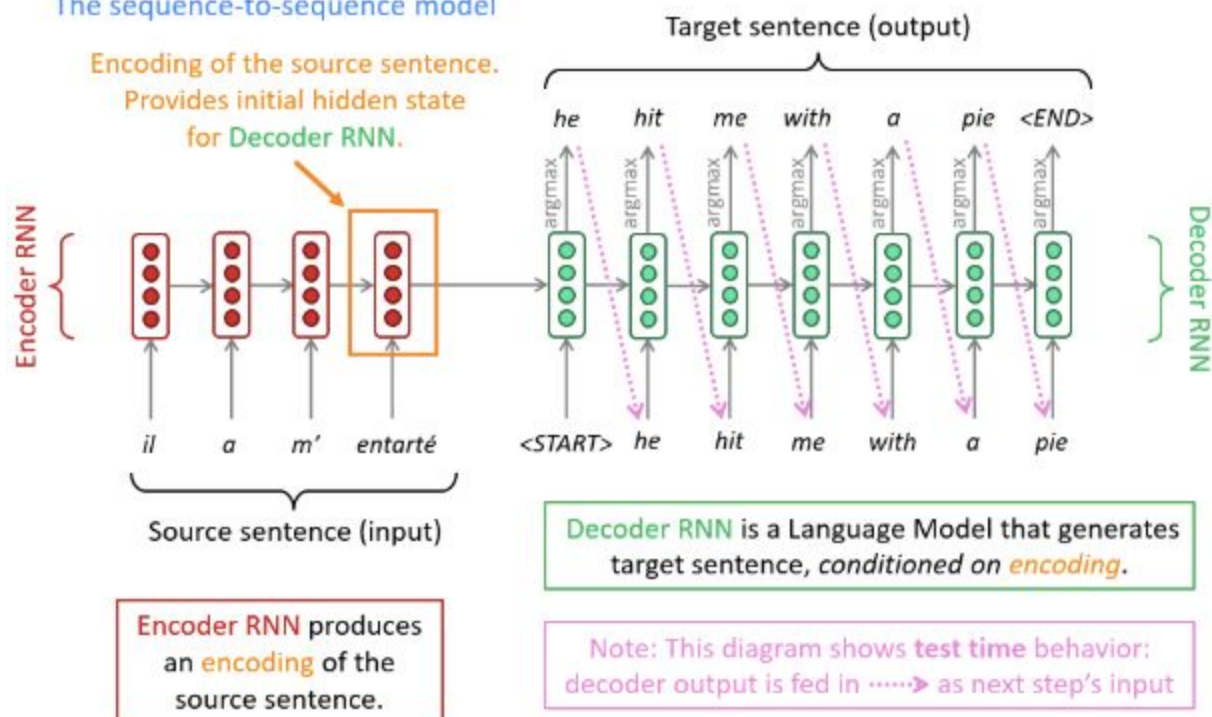 The sequence-to-sequence model
Target sentence (output)
Encoding of the source sentence.
Provides initial hidden state
for Decoder RNN.
he hit me with a pie <END>
argmax argmax argmax argmax argmax argmax argmax
Encoder RNN
Decoder RNN
il a m' entarté
<START> he hit me with a pie
Source sentence (input)
Decoder RNN is a Language Model that generates
target sentence, conditioned on encoding.
Encoder RNN produces
an encoding of the
source sentence.
Note: This diagram shows test time behavior:
decoder output is fed in as next step's input